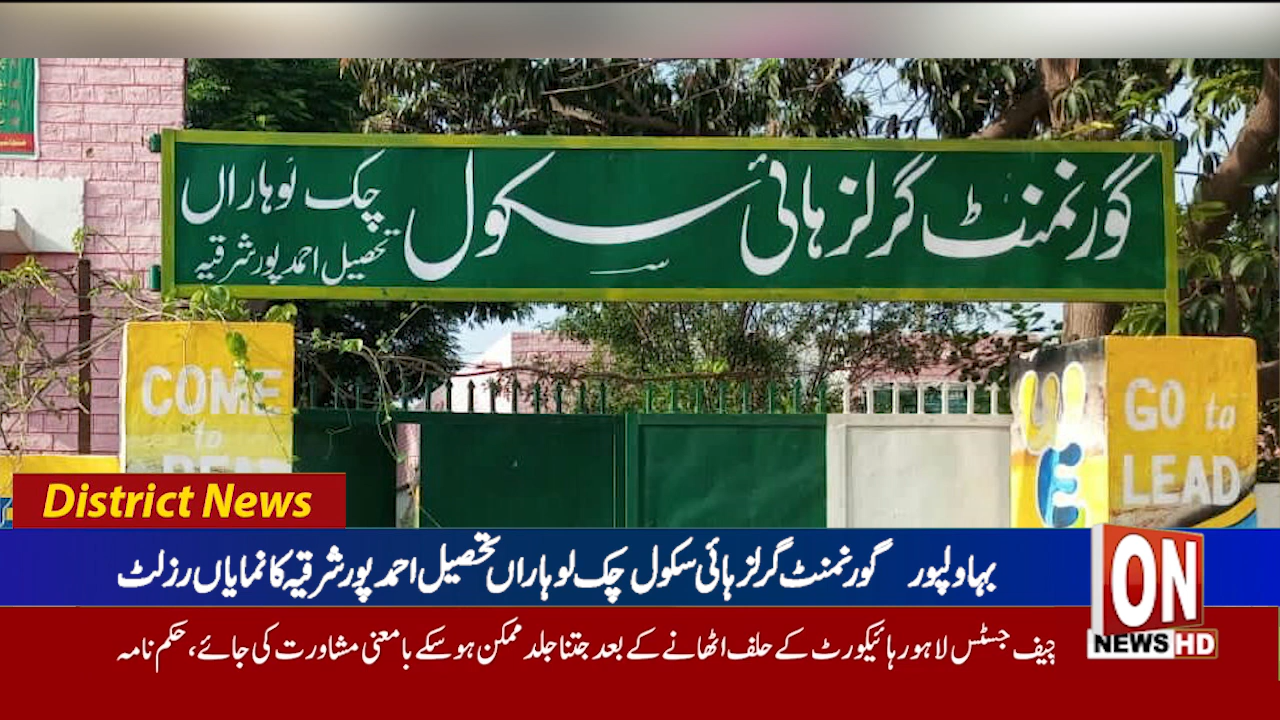 گورنمنٹ گرلز ہائی سکول
چک لوہاراں
تحصیل احمد پور شرقیہ
COME
to
GO to
LEAD
District News
بہاولپور گورنمنٹ گرلز ہائی سکول چک لوہاراں تحصیل احمد پور شرقیہ کا نمایاں رزلٹ
چیف جسٹس لاہور ہائیکورٹ کے حلف اٹھانے کے بعد جتنا جلد ممکن ہو سکے بامعنی مشاورت کی جائے، حکم نامہ
ON
NEWS HD